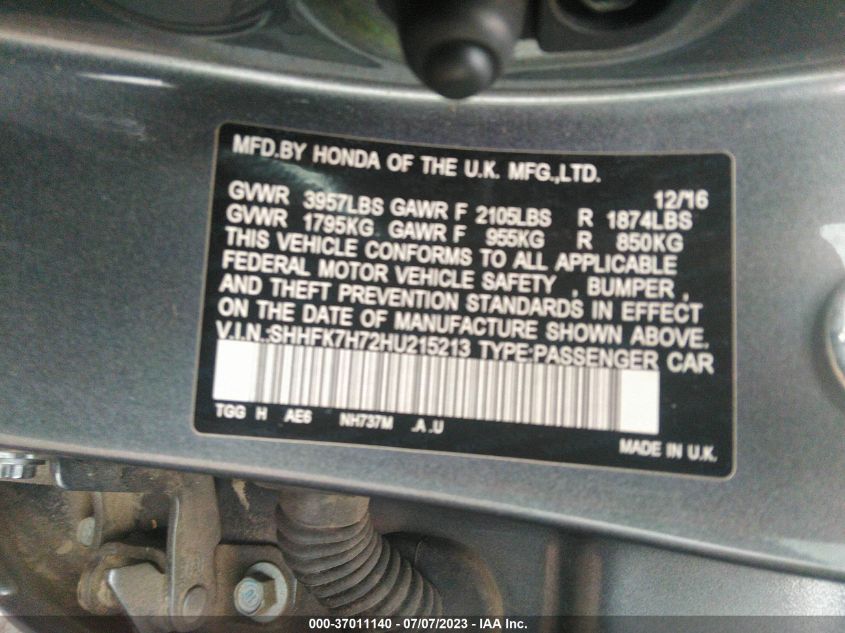 MFD.BY HONDA OF THE U.K. MFG.,LTD.
12/16
GVWR 3957LBS GAWR F 2105LBS R 1874LBS
GVWR 1795KG GAWR F 955KG R 850KG
THIS VEHICLE CONFORMS TO ALL APPLICABLE
FEDERAL MOTOR VEHICLE SAFETY , BUMPER ,
AND THEFT PREVENTION STANDARDS IN EFFECT
ON THE DATE OF MANUFACTURE SHOWN ABOVE.
V.I.N.:SHHFK7H72HU215213 TYPE:PASSENGER CAR
TGG H AE6 NH737M .A .U
MADE IN U.K.
000-37011140 - 07/07/2023 - IAA Inc.